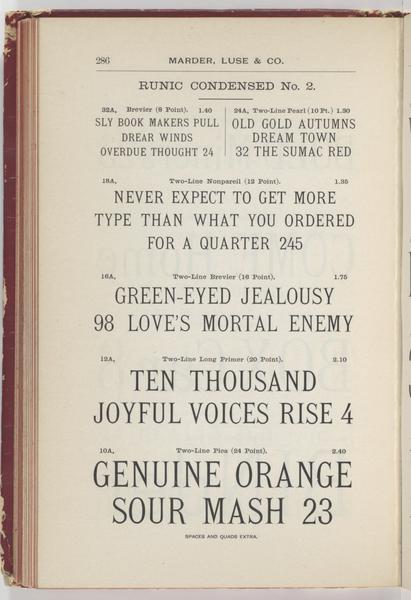 286 MARDER, LUSE & CO.
RUNIC CONDENSED No. 2.
32A, Brevier (8 Point). 1.40
SLY BOOK MAKERS PULL
DREAR WINDS
OVERDUE THOUGHT 24
24A, Two-Line Pearl (10 Pt.) 1.30
OLD GOLD AUTUMNS
DREAM TOWN
32 THE SUMAC RED
18A, Two-Line Nonpareil (12 Point). 1.35
NEVER EXPECT TO GET MORE
TYPE THAN WHAT YOU ORDERED
FOR A QUARTER 245
16A, Two-Line Brevier (16 Point). 1.75
GREEN-EYED JEALOUSY
98 LOVE'S MORTAL ENEMY
12A, Two-Line Long Primer (20 Point). 2.10
TEN THOUSAND
JOYFUL VOICES RISE 4
10A, Two-Line Pica (24 Point). 2.40
GENUINE ORANGE
SOUR MASH 23
SPACES AND QUADS EXTRA.